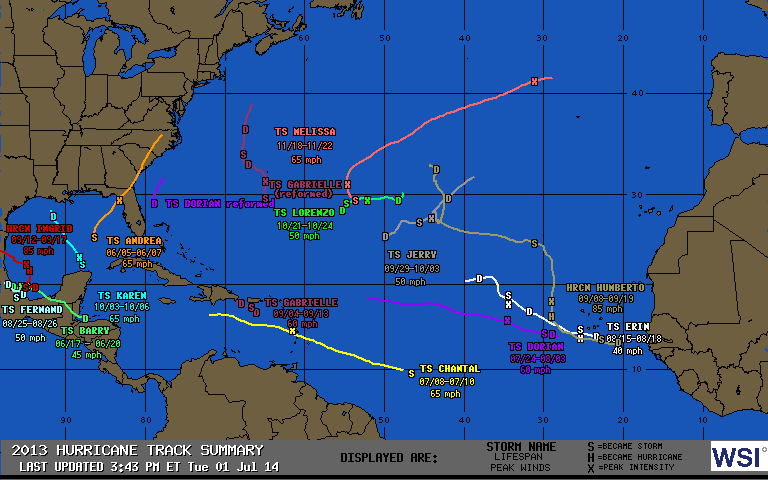 60
50
40
30
20
10
40
TS MELISSA
11/18-11/22
65 mph
TS GABRIELLE
(reformed)
30
30
TS DORIAN reformed
TS LORENZO
10/21-10/24
50 mph
HRCN INGRID
09/12-09/17
85 mph
TS ANDREA
06/05-06/07
65 mph
TS JERRY
09/29-10/03
50 mph
TS KAREN
10/03-10/06
65 mph
HRCN HUMBERTO
09/08-09/19
85 mph
TS FERNAND
08/25-08/26
50 mph
TS GABRIELLE
09/04-09/13
60 mph
TS BARRY
06/17 - 06/20
45 mph
TS ERIN
08/15-08/18
40 mph
TS DORIAN
07/24-08/03
50 mph
TS CHANTAL
07/08-07/10
65 mph
10
90
80
50
40
30
20
10
2013 HURRICANE TRACK SUMMARY
LAST UPDATED 3:43 PM ET Tue 01 Jul 14
DISPLAYED ARE:
STORM NAME
LIFESPAN
PEAK WINDS
S =BECAME STORM
H =BECAME HURRICANE
X =PEAK INTENSITY
WSI